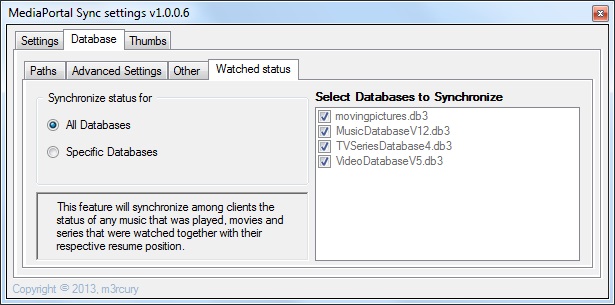 MediaPortal Sync settings v1.0.0.6
Settings Database Thumbs
Paths Advanced Settings Other Watched status
Synchronize status for
All Databases
Specific Databases
This feature will synchronize among clients the
status of any music that was played, movies and
series that were watched together with their
respective resume position.
Select Databases to Synchronize
movingpictures.db3
MusicDatabaseV12.db3
TVSeriesDatabase4.db3
VideoDatabaseV5.db3
Copyright © 2013, m3rcury